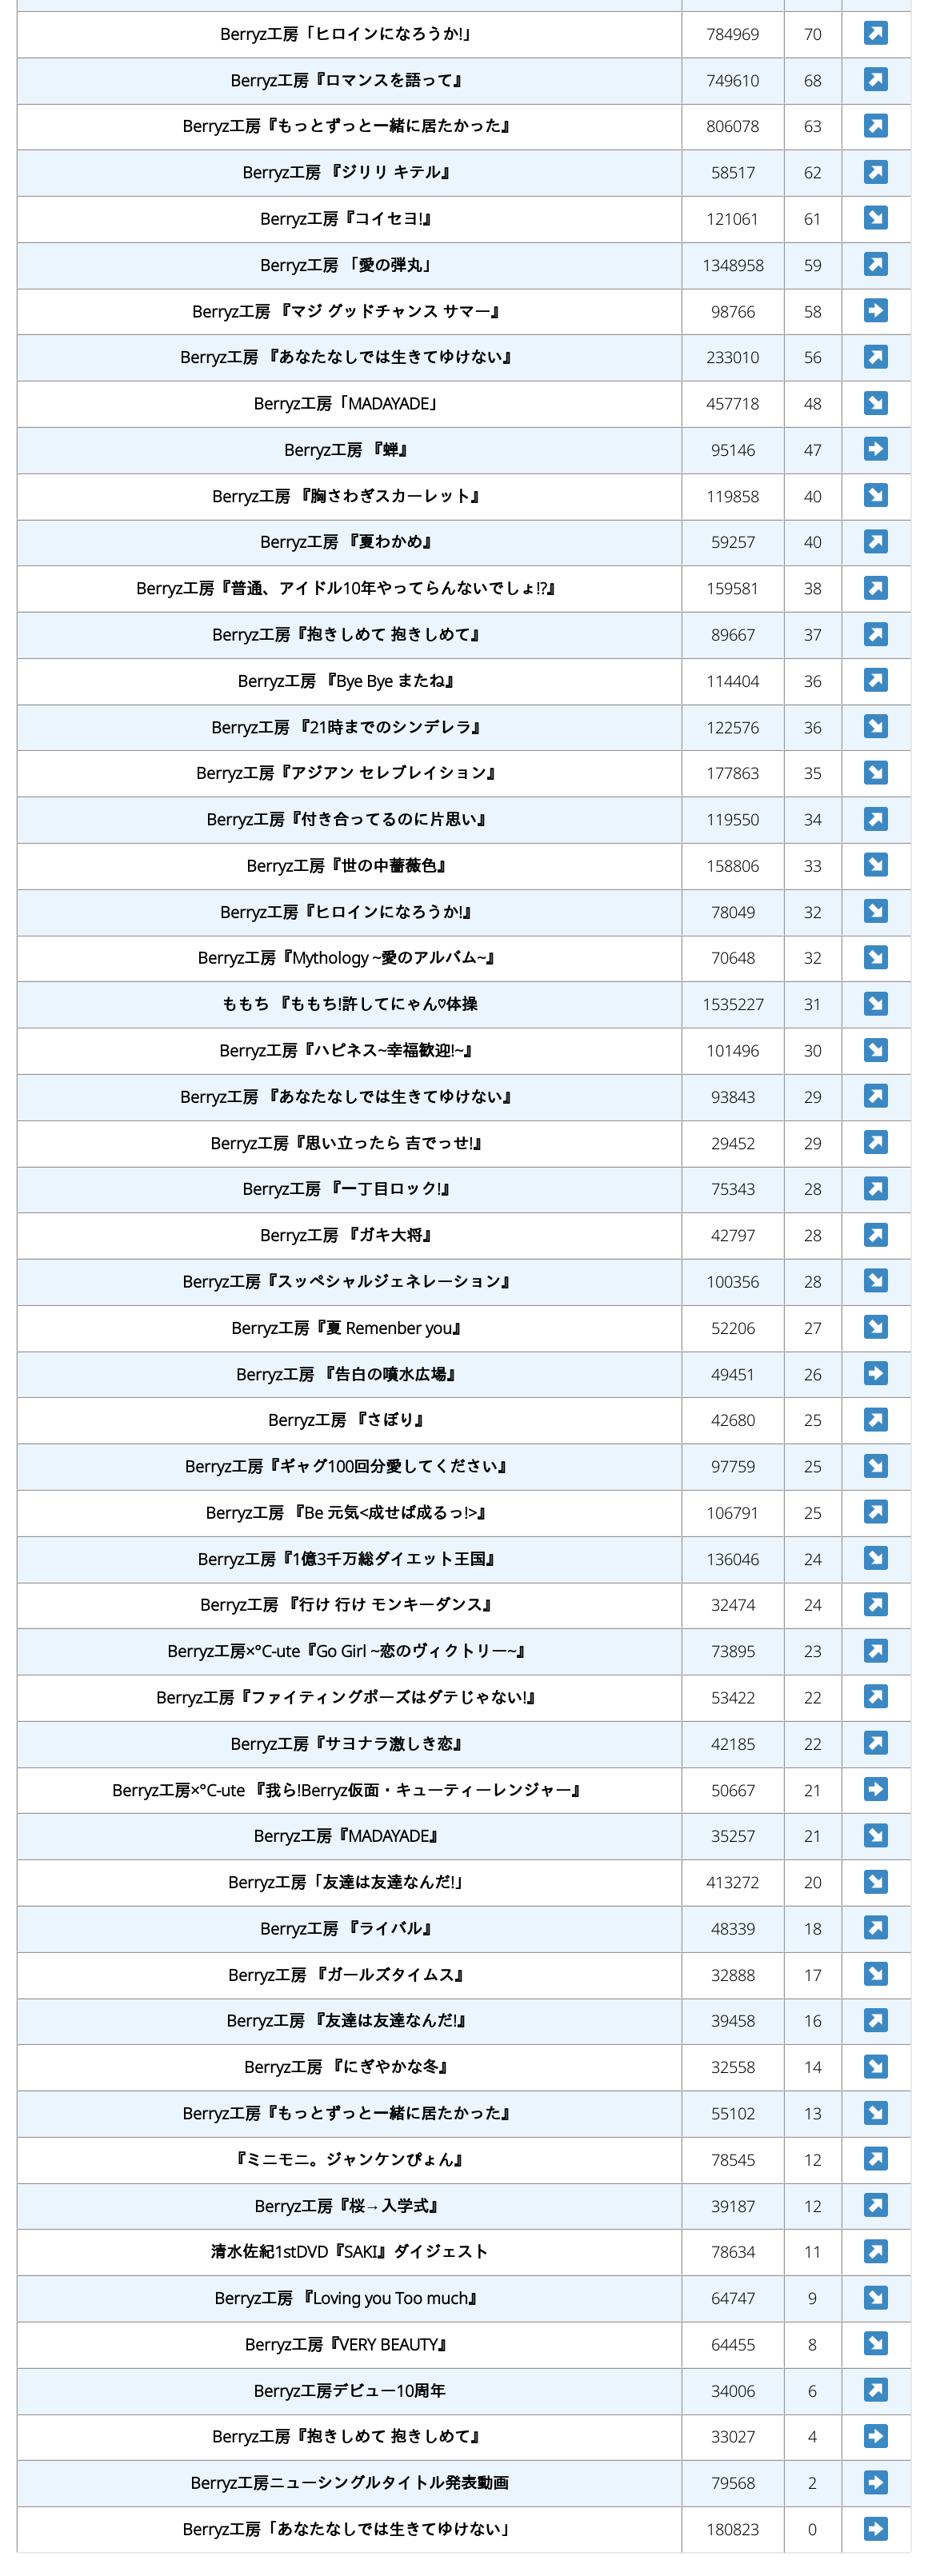 Berryz工房「ヒロインになろうか!」 784969 70
Berryz工房『ロマンスを語って』 749610 68
Berryz工房『もっとずっと一緒に居たかった』 806078 63
Berryz工房 『ジリリ キテル』 58517 62
Berryz工房『コイセヨ!』 121061 61
Berryz工房 「愛の弾丸」 1348958 59
Berryz工房 『マジ グッドチャンス サマー』 98766 58
Berryz工房 『あなたなしでは生きてゆけない』 233010 56
Berryz工房「MADAYADE」 457718 48
Berryz工房 『蝉』 95146 47
Berryz工房 『胸さわぎスカーレット』 119858 40
Berryz工房 『夏わかめ』 59257 40
Berryz工房『普通、アイドル10年やってらんないでしょ!?』 159581 38
Berryz工房『抱きしめて 抱きしめて』 89667 37
Berryz工房 『Bye Bye またね』 114404 36
Berryz工房 『21時までのシンデレラ』 122576 36
Berryz工房『アジアン セレブレイション』 177863 35
Berryz工房『付き合ってるのに片思い』 119550 34
Berryz工房『世の中薔薇色』 158806 33
Berryz工房『ヒロインになろうか!』 78049 32
Berryz工房『Mythology ~愛のアルバム~』 70648 32
ももち 『ももち!許してにゃん♡体操 1535227 31
Berryz工房『ハピネス~幸福歓迎!~』 101496 30
Berryz工房 『あなたなしでは生きてゆけない』 93843 29
Berryz工房『思い立ったら 吉でっせ!』 29452 29
Berryz工房 『一丁目ロック!』 75343 28
Berryz工房 『ガキ大将』 42797 28
Berryz工房『スッペシャルジェネレーション』 100356 28
Berryz工房『夏 Remenber you』 52206 27
Berryz工房 『告白の噴水広場』 49451 26
Berryz工房 『さぼり』 42680 25
Berryz工房『ギャグ100回分愛してください』 97759 25
Berryz工房 『Be 元気<成せば成るっ!>』 106791 25
Berryz工房『1億3千万総ダイエット王国』 136046 24
Berryz工房 『行け 行け モンキーダンス』 32474 24
Berryz工房×°C-ute『Go Girl ~恋のヴィクトリー~』 73895 23
Berryz工房『ファイティングポーズはダテじゃない!』 53422 22
Berryz工房『サヨナラ激しき恋』 42185 22
Berryz工房×°C-ute 『我ら!Berryz仮面・キューティーレンジャー』 50667 21
Berryz工房『MADAYADE』 35257 21
Berryz工房「友達は友達なんだ!」 413272 20
Berryz工房 『ライバル』 48339 18
Berryz工房 『ガールズタイムス』 32888 17
Berryz工房 『友達は友達なんだ!』 39458 16
Berryz工房 『にぎやかな冬』 32558 14
Berryz工房『もっとずっと一緒に居たかった』 55102 13
『ミニモニ。ジャンケンぴょん』 78545 12
Berryz工房『桜→入学式』 39187 12
清水佐紀1stDVD『SAKI』ダイジェスト 78634 11
Berryz工房 『Loving you Too much』 64747 9
Berryz工房『VERY BEAUTY』 64455 8
Berryz工房デビュー10周年 34006 6
Berryz工房『抱きしめて 抱きしめて』 33027 4
Berryz工房ニューシングルタイトル発表動画 79568 2
Berryz工房「あなたなしでは生きてゆけない」 180823 0